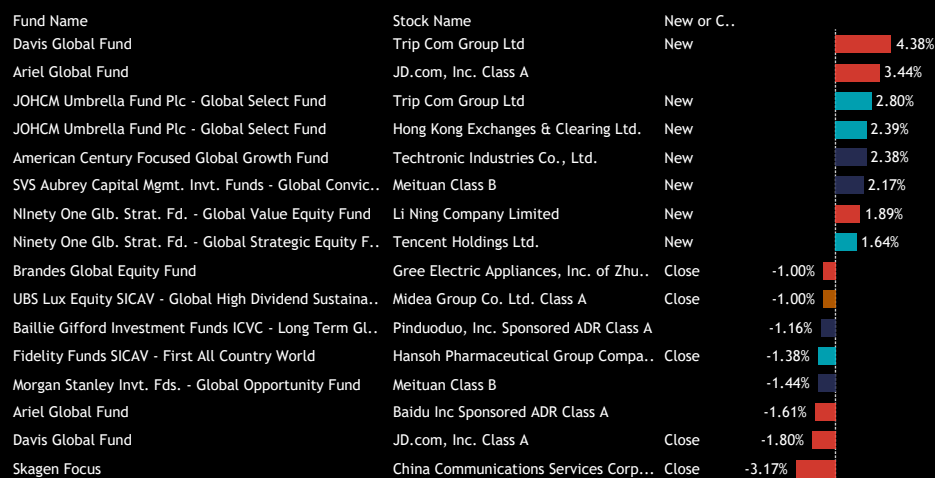 Fund Name Stock Name New or C..
Davis Global Fund Trip Com Group Ltd New 4.38%
Ariel Global Fund JD.com, Inc. Class A 3.44%
JOHCM Umbrella Fund Plc - Global Select Fund Trip Com Group Ltd New 2.80%
JOHCM Umbrella Fund Plc - Global Select Fund Hong Kong Exchanges & Clearing Ltd. New 2.39%
American Century Focused Global Growth Fund Techtronic Industries Co., Ltd. New 2.38%
SVS Aubrey Capital Mgmt. Invt. Funds - Global Convic.. Meituan Class B New 2.17%
NInety One Glb. Strat. Fd. - Global Value Equity Fund Li Ning Company Limited New 1.89%
Ninety One Glb. Strat. Fd. - Global Strategic Equity F.. Tencent Holdings Ltd. New 1.64%
Brandes Global Equity Fund Gree Electric Appliances, Inc. of Zhu.. Close -1.00%
UBS Lux Equity SICAV - Global High Dividend Sustaina.. Midea Group Co. Ltd. Class A Close -1.00%
Baillie Gifford Investment Funds ICVC - Long Term Gl.. Pinduoduo, Inc. Sponsored ADR Class A -1.16%
Fidelity Funds SICAV - First All Country World Hansoh Pharmaceutical Group Compa.. Close -1.38%
Morgan Stanley Invt. Fds. - Global Opportunity Fund Meituan Class B -1.44%
Ariel Global Fund Baidu Inc Sponsored ADR Class A -1.61%
Davis Global Fund JD.com, Inc. Class A Close -1.80%
Skagen Focus China Communications Services Corp... Close -3.17%